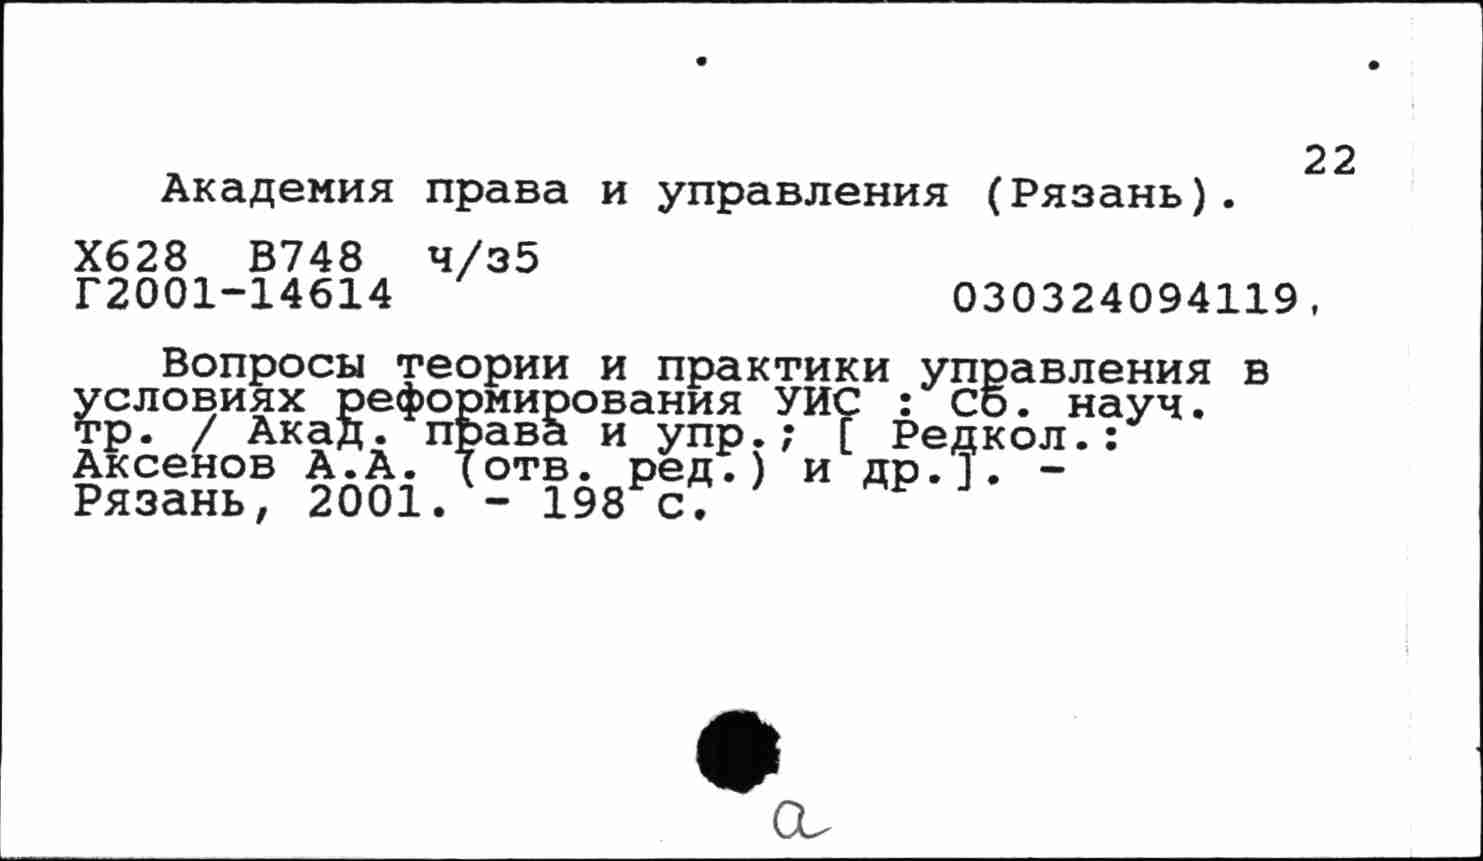 22
Академия права и управления (Рязань).
Х628 В748 ч/з5
Г2001-14614 030324094119,
Вопросы теории и практики управления в
условиях реформирования УИС : Сб. науч.
тр. / Акад. права и упр.; [ Редкол.:
Аксенов А.А. (отв. ред.) и др.]. -
Рязань, 2001. - 198 с.
а